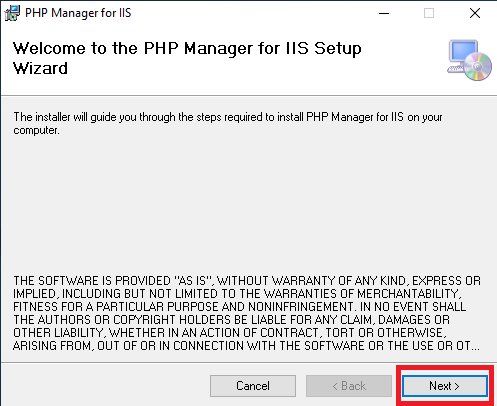 PHP Manager for IIS
Welcome to the PHP Manager for IIS Setup
Wizard
The installer will guide you through the steps required to install PHP Manager for IIS on your
computer.
THE SOFTWARE IS PROVIDED "AS IS", WITHOUT WARRANTY OF ANY KIND, EXPRESS OR
IMPLIED, INCLUDING BUT NOT LIMITED TO THE WARRANTIES OF MERCHANTABILITY,
FITNESS FOR A PARTICULAR PURPOSE AND NONINFRINGEMENT. IN NO EVENT SHALL
THE AUTHORS OR COPYRIGHT HOLDERS BE LIABLE FOR ANY CLAIM, DAMAGES OR
OTHER LIABILITY, WHETHER IN AN ACTION OF CONTRACT, TORT OR OTHERWISE,
ARISING FROM, OUT OF OR IN CONNECTION WITH THE SOFTWARE OR THE USE OR OT...
Cancel < Back Next >